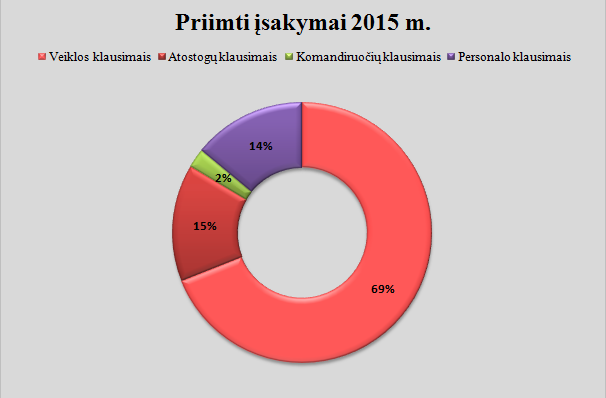 Priimti įsakymai 2015 m.
Veiklos klausimais Atostogų klausimais Komandiruočių klausimais Personalo klausimais
14%
2%
15%
69%